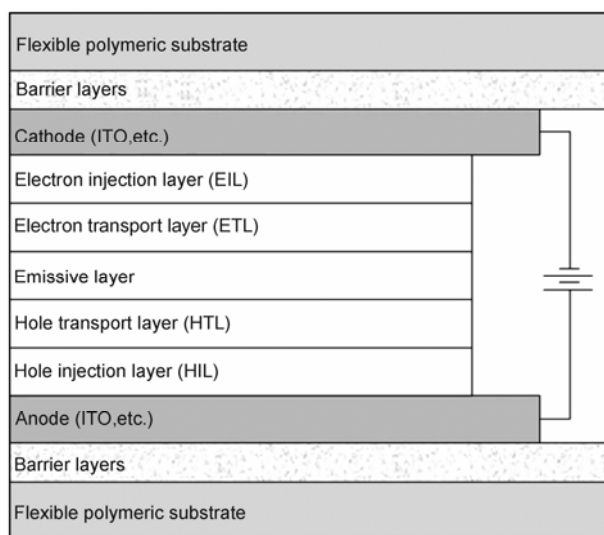 Flexible polymeric substrate
Barrier layers
Cathode (ITO,etc.)
Electron injection layer (EIL)
Electron transport layer (ETL)
Emissive layer
Hole transport layer (HTL)
Hole injection layer (HIL)
Anode (ITO,etc.)
Barrier layers
Flexible polymeric substrate